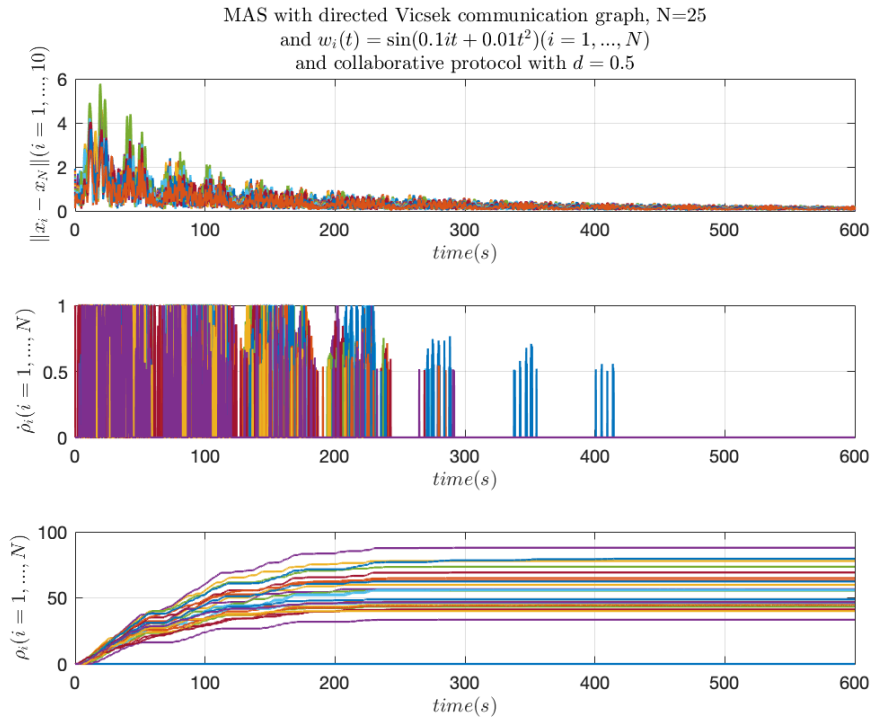 MAS with directed Vicsek communication graph, N=25
and $w_i(t) = \sin(0.1it + 0.01t^2)(i = 1, ..., N)$
and collaborative protocol with $d = 0.5$
$\|x_i - x_N\|(i = 1, ..., 10)$
6
4
2
0
0 100 200 300 400 500 600
$time(s)$
$\dot{\rho}_i(i = 1, ..., N)$
1
0.5
0
0 100 200 300 400 500 600
$time(s)$
$\rho_i(i = 1, ..., N)$
100
50
0
0 100 200 300 400 500 600
$time(s)$